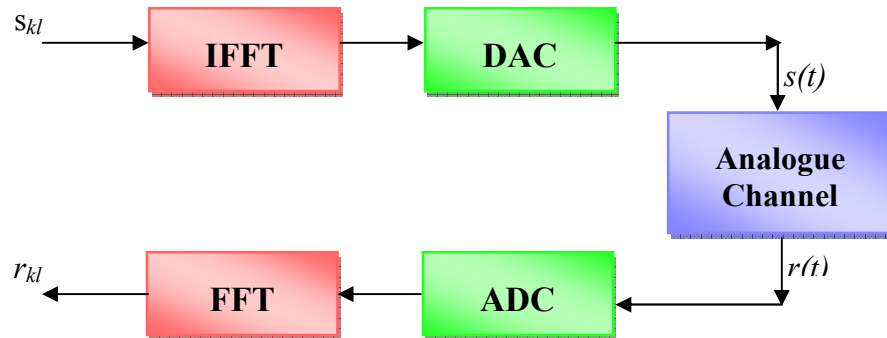 s_kl
IFFT
DAC
s(t)
Analogue
Channel
r(t)
ADC
FFT
r_kl